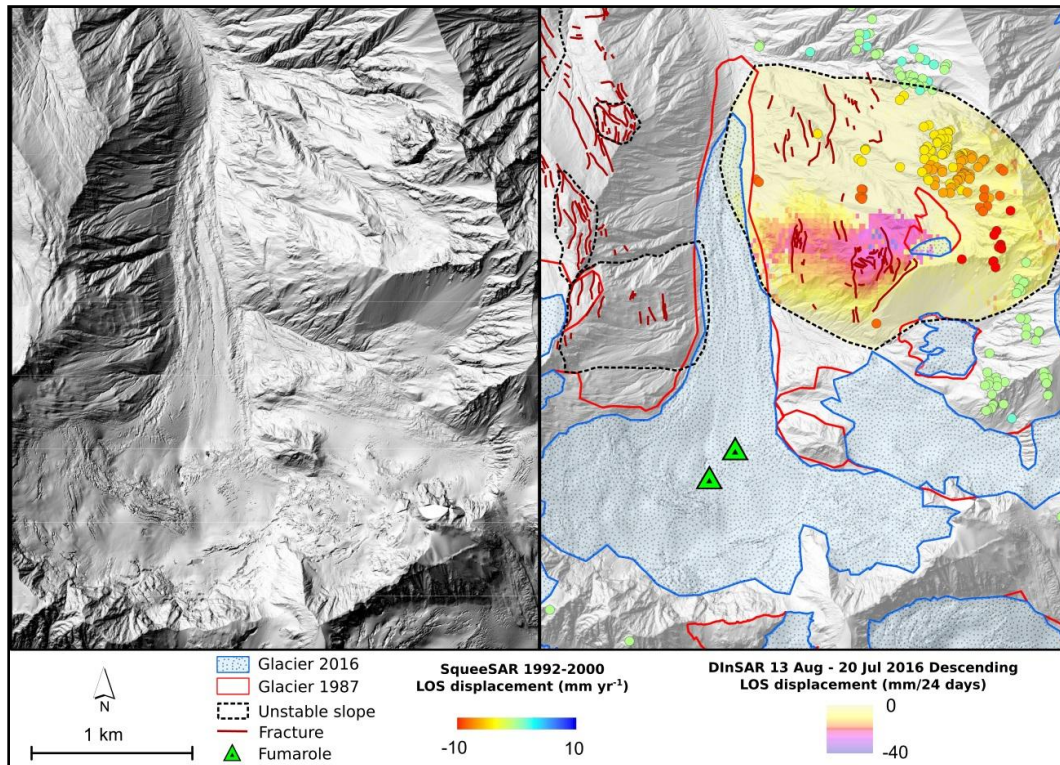 N
1 km
Glacier 2016
Glacier 1987
Unstable slope
Fracture
Fumarole
SqueeSAR 1992-2000
LOS displacement (mm yr⁻¹)
-10
10
DInSAR 13 Aug - 20 Jul 2016 Descending
LOS displacement (mm/24 days)
0
-40